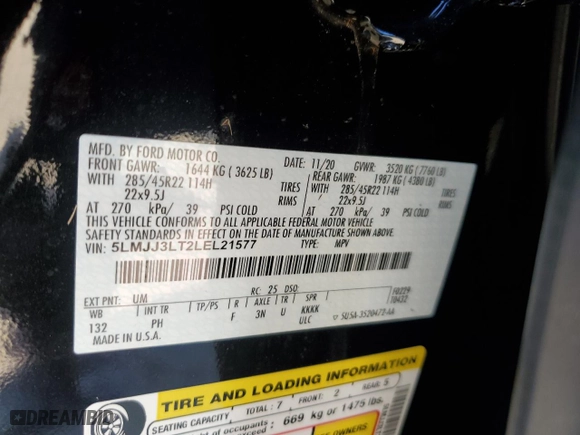 MFD. BY FORD MOTOR CO.
DATE: 11/20 GVWR: 3520 KG ( 7760 LB)
FRONT GAWR: 1644 KG ( 3625 LB)
REAR GAWR: 1987 KG ( 4380 LB)
WITH 285/45R22 114H TIRES
WITH 285/45R22 114H TIRES
22x9.5J RIMS
22x9.5J RIMS
AT 270 kPa/ 39 PSI COLD
AT 270 kPa/ 39 PSI COLD
THIS VEHICLE CONFORMS TO ALL APPLICABLE FEDERAL MOTOR VEHICLE
SAFETY STANDARDS IN EFFECT ON THE DATE OF MANUFACTURE SHOWN ABOVE.
VIN: 5LMJJ3LT2LEL21577
TYPE: MPV
EXT PNT: UM RC: 25 DSO:
WB INT TR TP/PS R AXLE TR SPR
132 PH F 3N U KKKK
ULC
MADE IN U.S.A.
TIRE AND LOADING INFORMATION
SEATING CAPACITY TOTAL: 7 FRONT: 2 REAR: 5
669 kg or 1475 lbs.
OWNERS
DREAMBID